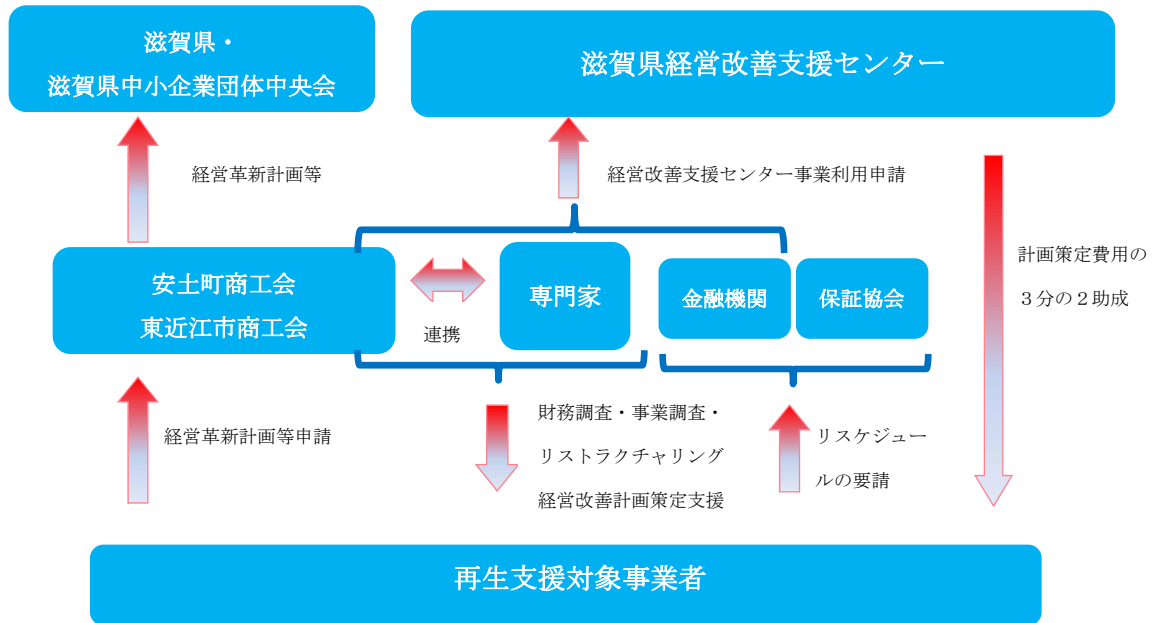 滋賀県・
滋賀県中小企業団体中央会
滋賀県経営改善支援センター
経営革新計画等
経営改善支援センター事業利用申請
計画策定費用の
３分の２助成
安土町商工会
東近江市商工会
連携
専門家
金融機関
保証協会
経営革新計画等申請
財務調査・事業調査・
リストラクチャリング
経営改善計画策定支援
リスケジュー
ルの要請
再生支援対象事業者